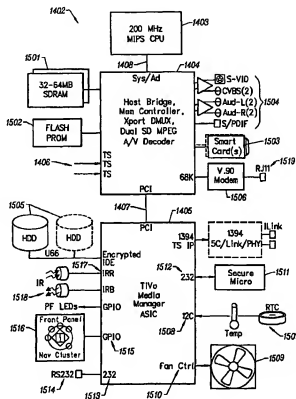 1402
200 MHz
MIPS CPU
1403
1408
1404
1501
32-64MB
SDRAM
Sys/Ad
S-VID
CVBS(2)
Aud-L(2)
Aud-R(2)
S/PDIF
1504
Host Bridge,
Mem Controller,
Xport DMUX,
Dual SD MPEG
A/V Decoder
1502
FLASH
PROM
Smart
Card(s)
1503
1406
TS
TS
TS
68K
V.90
Modem
1506
RJ11
1519
PCI
1407
1405
PCI
1505
HDD
HDD
U66
Encrypted
IDE
1517
IRR
IR
1518
IRB
PF LEDs
GPIO
1394
TS IP
1394
5C/Link/PHY
ILink
1512
232
Secure
Micro
1511
TiVo
Media
Manager
ASIC
I2C
1508
Temp
RTC
1516
Front Panel
Nav Cluster
GPIO
1515
RS232
1514
232
1513
Fan Ctrl
1510
1509